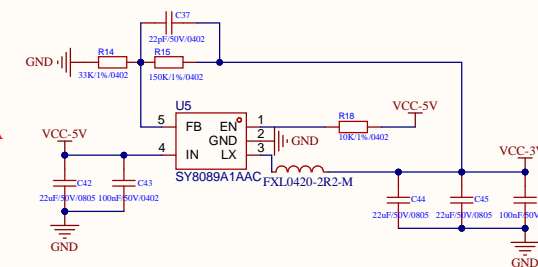 C37
22pF/50V/0402
R14
R15
GND
33K/1%/0402
150K/1%/0402
U5
5
FB
EN
1
GND
2
GND
4
IN
LX
3
SY8089A1AAC
FXL0420-2R2-M
R18
10K/1%/0402
VCC-5V
VCC-5V
C42
22uF/50V/0805
C43
100nF/50V/0402
GND
VCC-3V
C44
22uF/50V/0805
C45
22uF/50V/0805
100nF/50V
GND